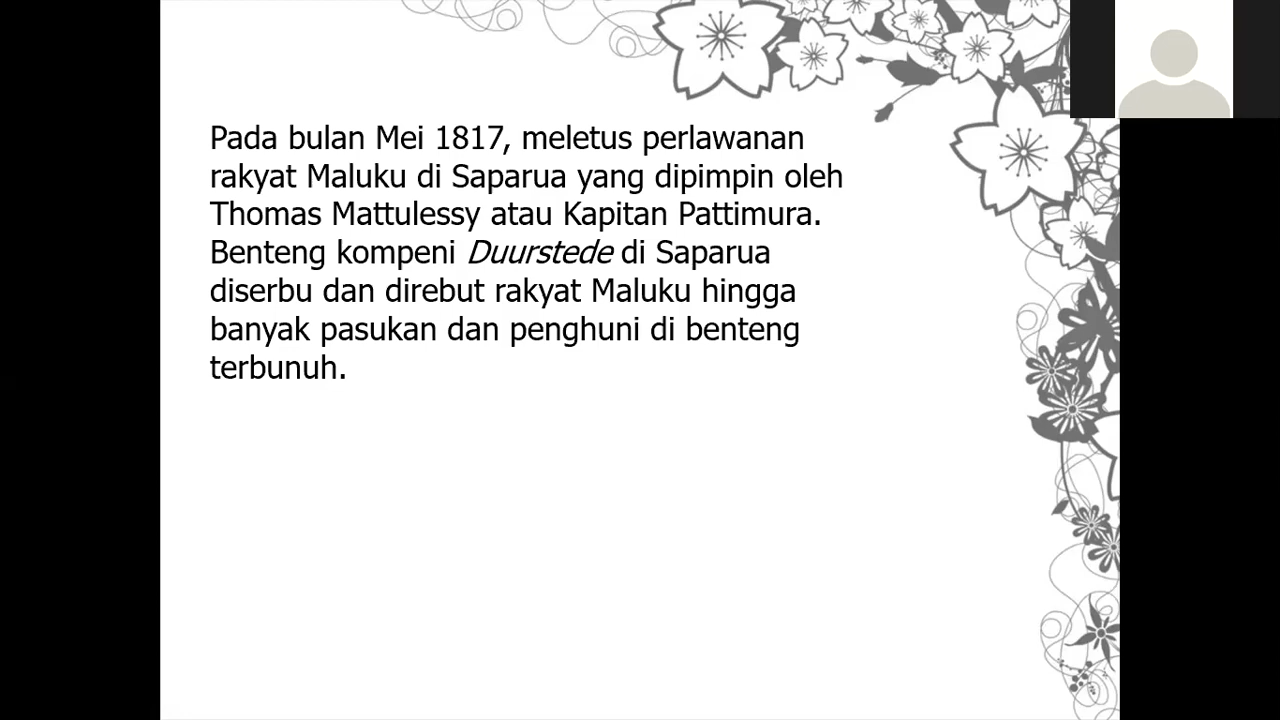 Pada bulan Mei 1817, meletus perlawanan
rakyat Maluku di Saparua yang dipimpin oleh
Thomas Mattulessy atau Kapitan Pattimura.
Benteng kompeni Duurstede di Saparua
diserbu dan direbut rakyat Maluku hingga
banyak pasukan dan penghuni di benteng
terbunuh.